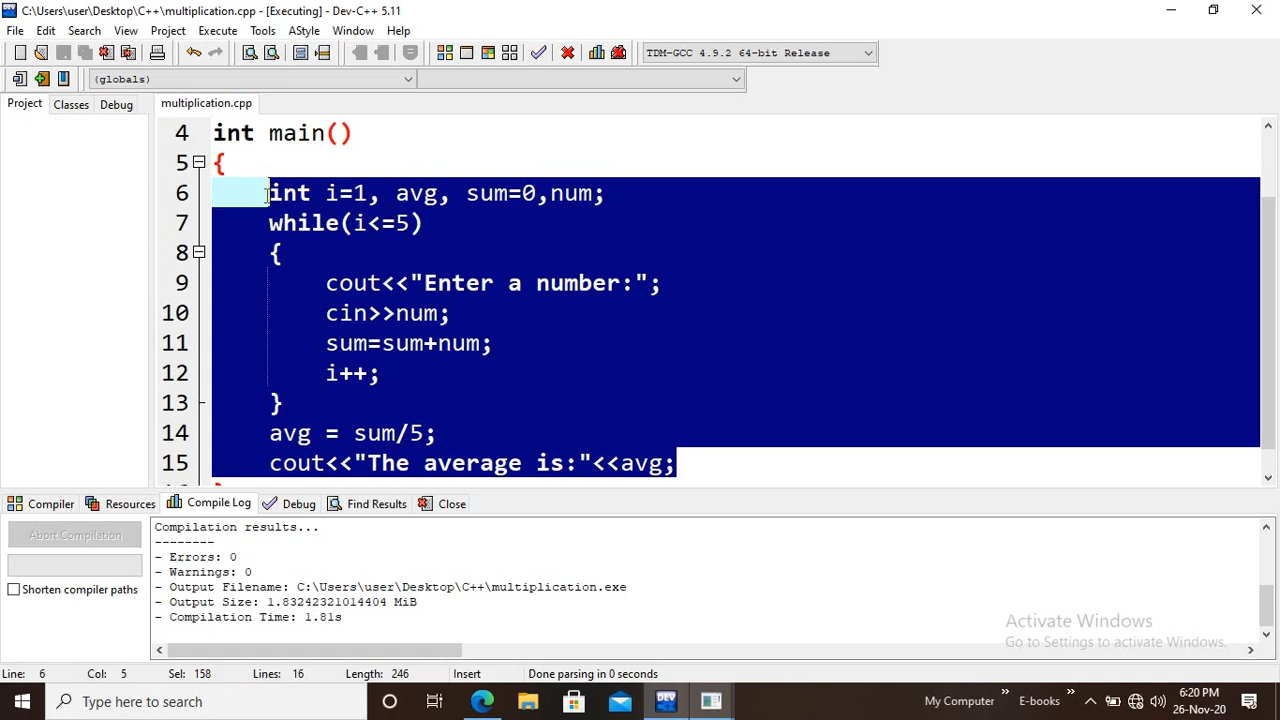 C:\Users\user\Desktop\C++\multiplication.cpp - [Executing] - Dev-C++ 5.11
File Edit Search View Project Execute Tools AStyle Window Help
TDM-GCC 4.9.2 64-bit Release
(globals)
Project Classes Debug multiplication.cpp
4 int main()
5 {
6 int i=1, avg, sum=0,num;
7 while(i<=5)
8 {
9 cout<<"Enter a number:";
10 cin>>num;
11 sum=sum+num;
12 i++;
13 }
14 avg = sum/5;
15 cout<<"The average is:"<<avg;
Compiler Resources Compile Log Debug Find Results Close
Abort Compilation
Shorten compiler paths
Compilation results...
--------
- Errors: 0
- Warnings: 0
- Output Filename: C:\Users\user\Desktop\C++\multiplication.exe
- Output Size: 1.83242321014404 MiB
- Compilation Time: 1.81s
Activate Windows
Go to Settings to activate Windows.
Line: 6 Col: 5 Sel: 158 Lines: 16 Length: 246 Insert Done parsing in 0 seconds
Type here to search
DEV
My Computer » E-books »
6:20 PM
26-Nov-20